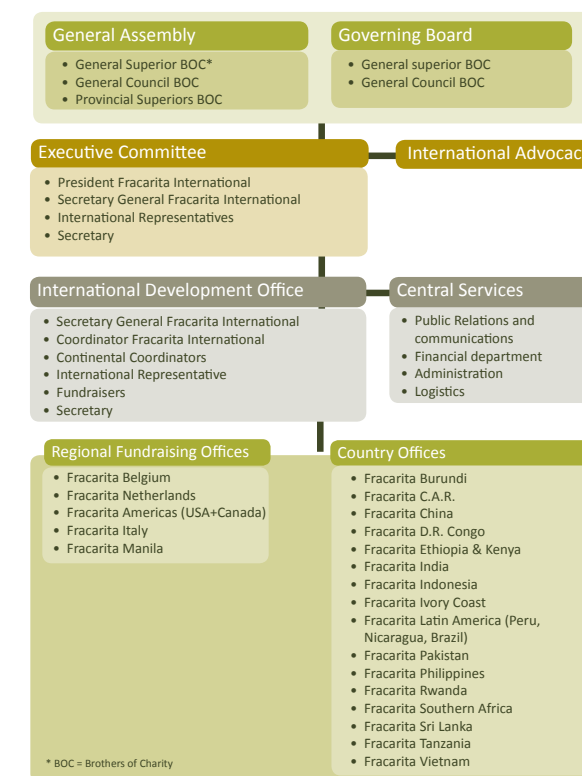 General Assembly
• General Superior BOC*
• General Council BOC
• Provincial Superiors BOC
Governing Board
• General superior BOC
• General Council BOC
Executive Committee
• President Fracarita International
• Secretary General Fracarita International
• International Representatives
• Secretary
International Advocac
International Development Office
• Secretary General Fracarita International
• Coordinator Fracarita International
• Continental Coordinators
• International Representative
• Fundraisers
• Secretary
Central Services
• Public Relations and
communications
• Financial department
• Administration
• Logistics
Regional Fundraising Offices
• Fracarita Belgium
• Fracarita Netherlands
• Fracarita Americas (USA+Canada)
• Fracarita Italy
• Fracarita Manila
Country Offices
• Fracarita Burundi
• Fracarita C.A.R.
• Fracarita China
• Fracarita D.R. Congo
• Fracarita Ethiopia & Kenya
• Fracarita India
• Fracarita Indonesia
• Fracarita Ivory Coast
• Fracarita Latin America (Peru,
Nicaragua, Brazil)
• Fracarita Pakistan
• Fracarita Philippines
• Fracarita Rwanda
• Fracarita Southern Africa
• Fracarita Sri Lanka
• Fracarita Tanzania
• Fracarita Vietnam
* BOC = Brothers of Charity